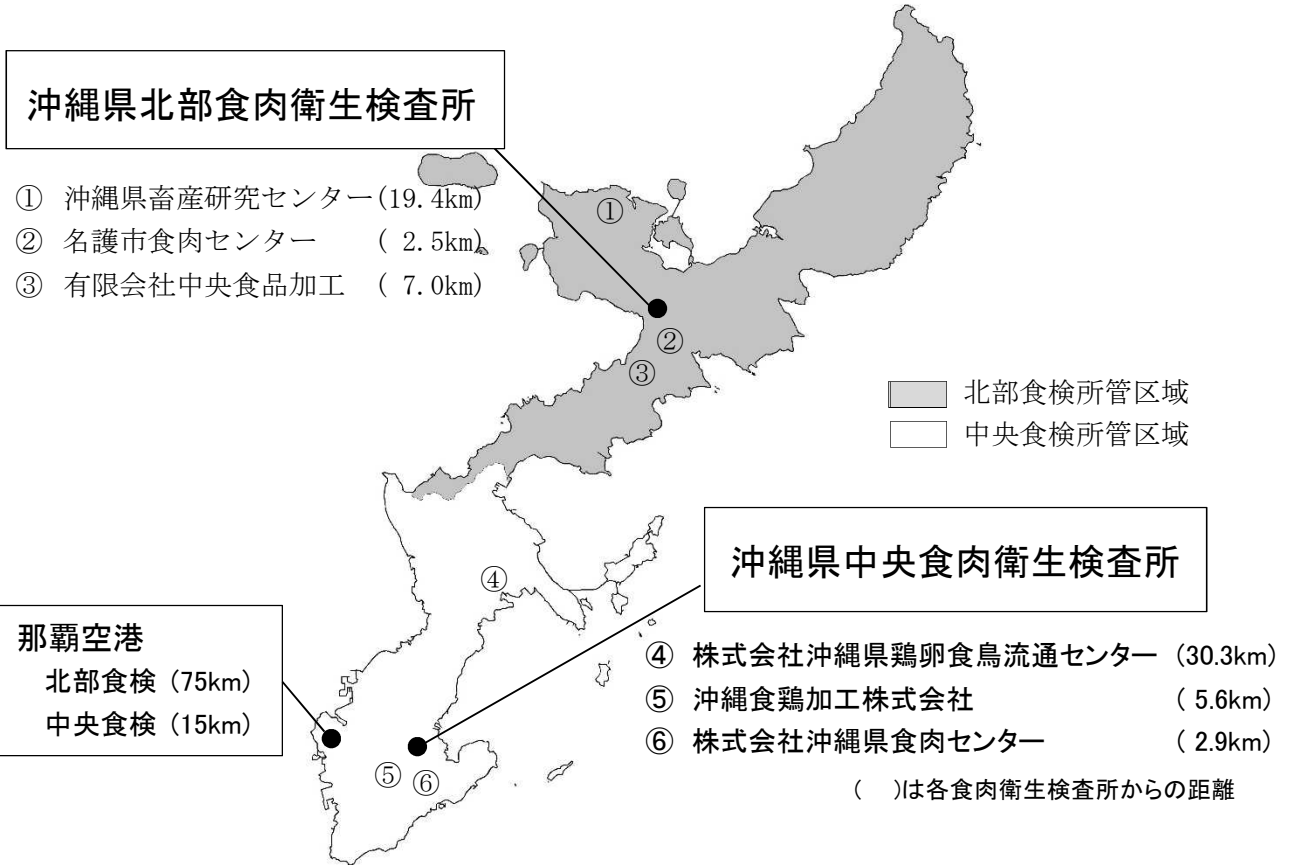 沖縄県北部食肉衛生検査所
① 沖縄県畜産研究センター(19.4km)
② 名護市食肉センター ( 2.5km)
③ 有限会社中央食品加工 ( 7.0km)
①
②
③
北部食検所管区域
中央食検所管区域
沖縄県中央食肉衛生検査所
④
那覇空港
北部食検 (75km)
中央食検 (15km)
④ 株式会社沖縄県鶏卵食鳥流通センター (30.3km)
⑤ 沖縄食鶏加工株式会社 ( 5.6km)
⑥ 株式会社沖縄県食肉センター ( 2.9km)
⑤
⑥
( )は各食肉衛生検査所からの距離